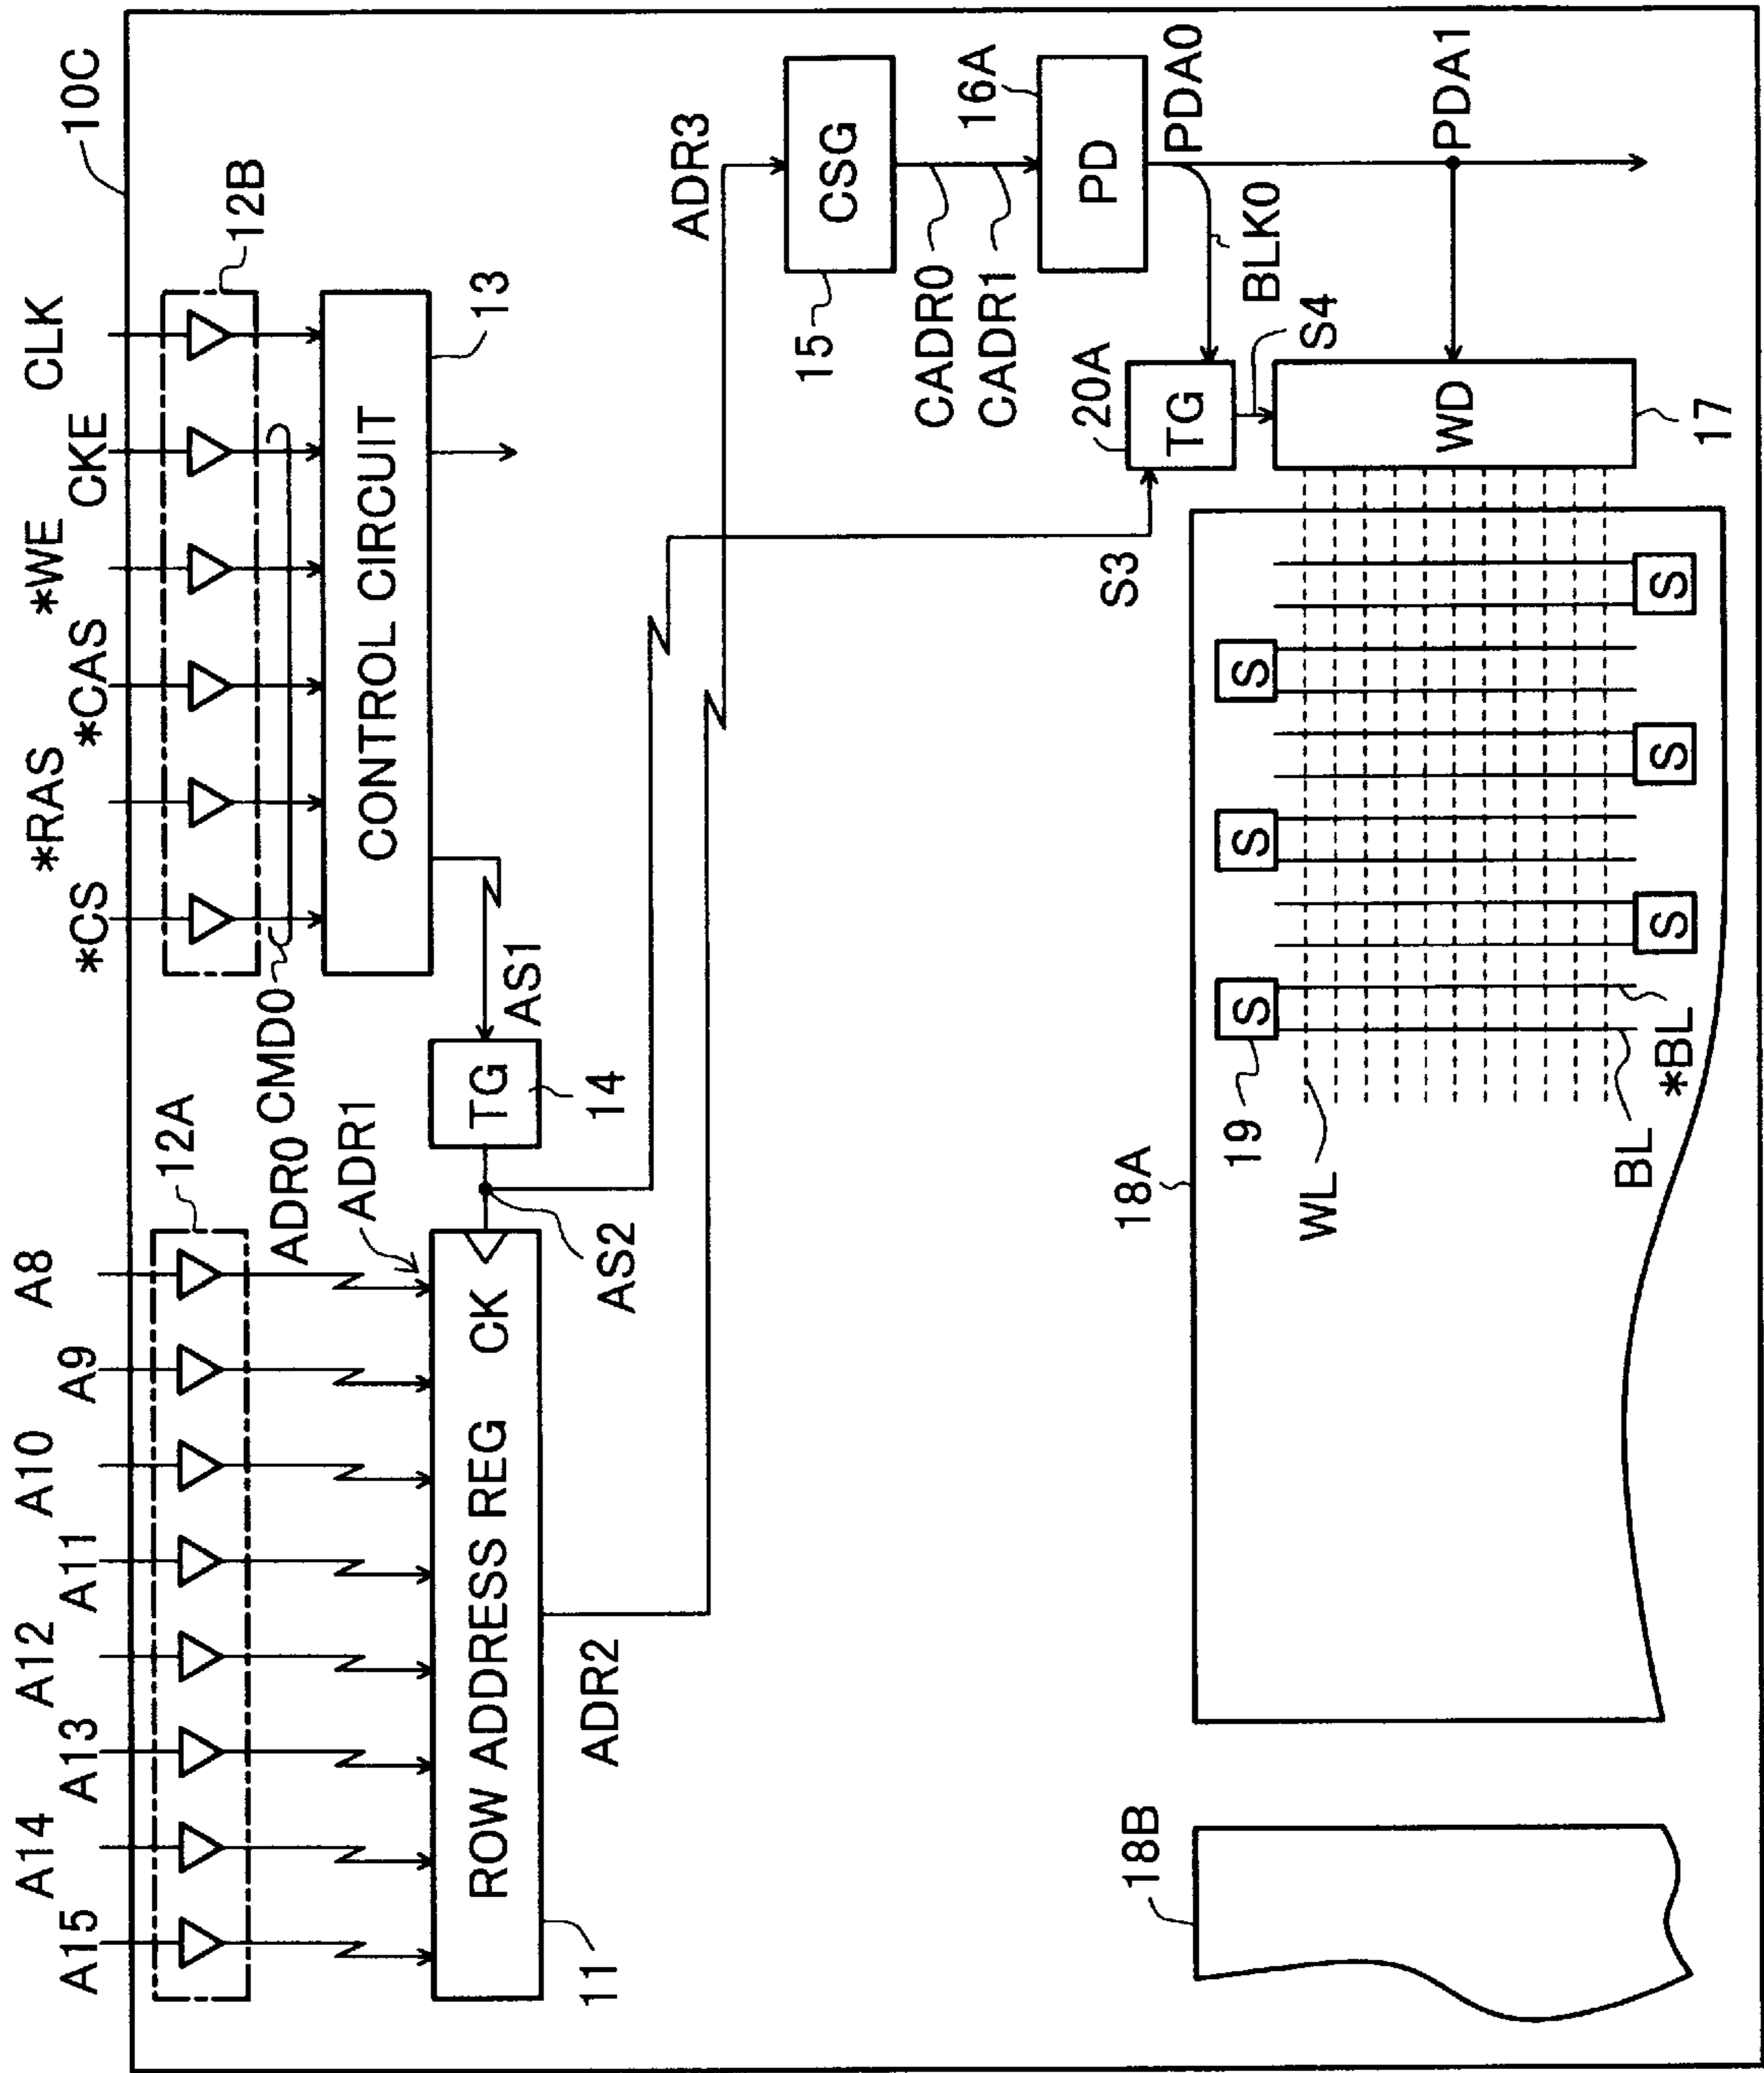 10C
A15 A14 A13 A12 A11 A10 A9 A8
*CS *RAS *CAS *WE CKE CLK
12A
12B
ADR0 CMD0
ADR1
13
CONTROL CIRCUIT
ROW ADDRESS REG CK
11
AS2
TG
14
AS1
ADR2
ADR3
15
CSG
CADR0
CADR1
16A
PD
PDA0
BLK0
PDA1
S3
20A
TG
S4
WD
17
18B
18A
19
S S S S S S
WL
BL
*BL